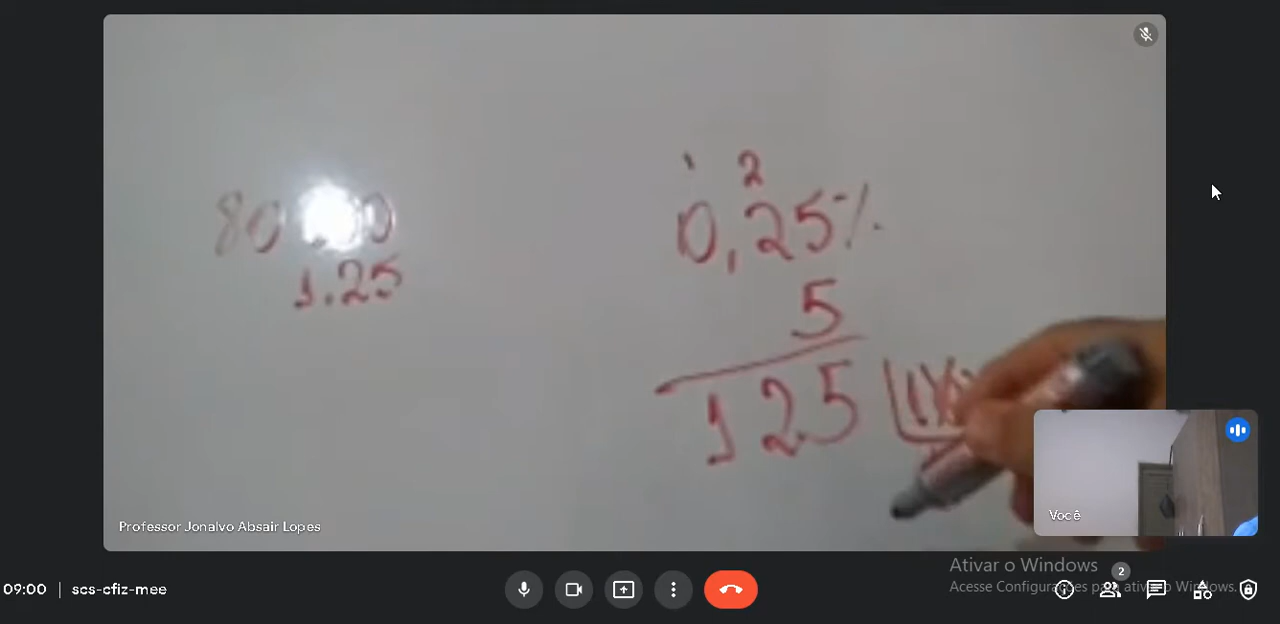 1 2
0,25%
80
1.25
5
125
Professor Jonalvo Absair Lopes
Você
Ativar o Windows
2
09:00 | scs-cfiz-mee